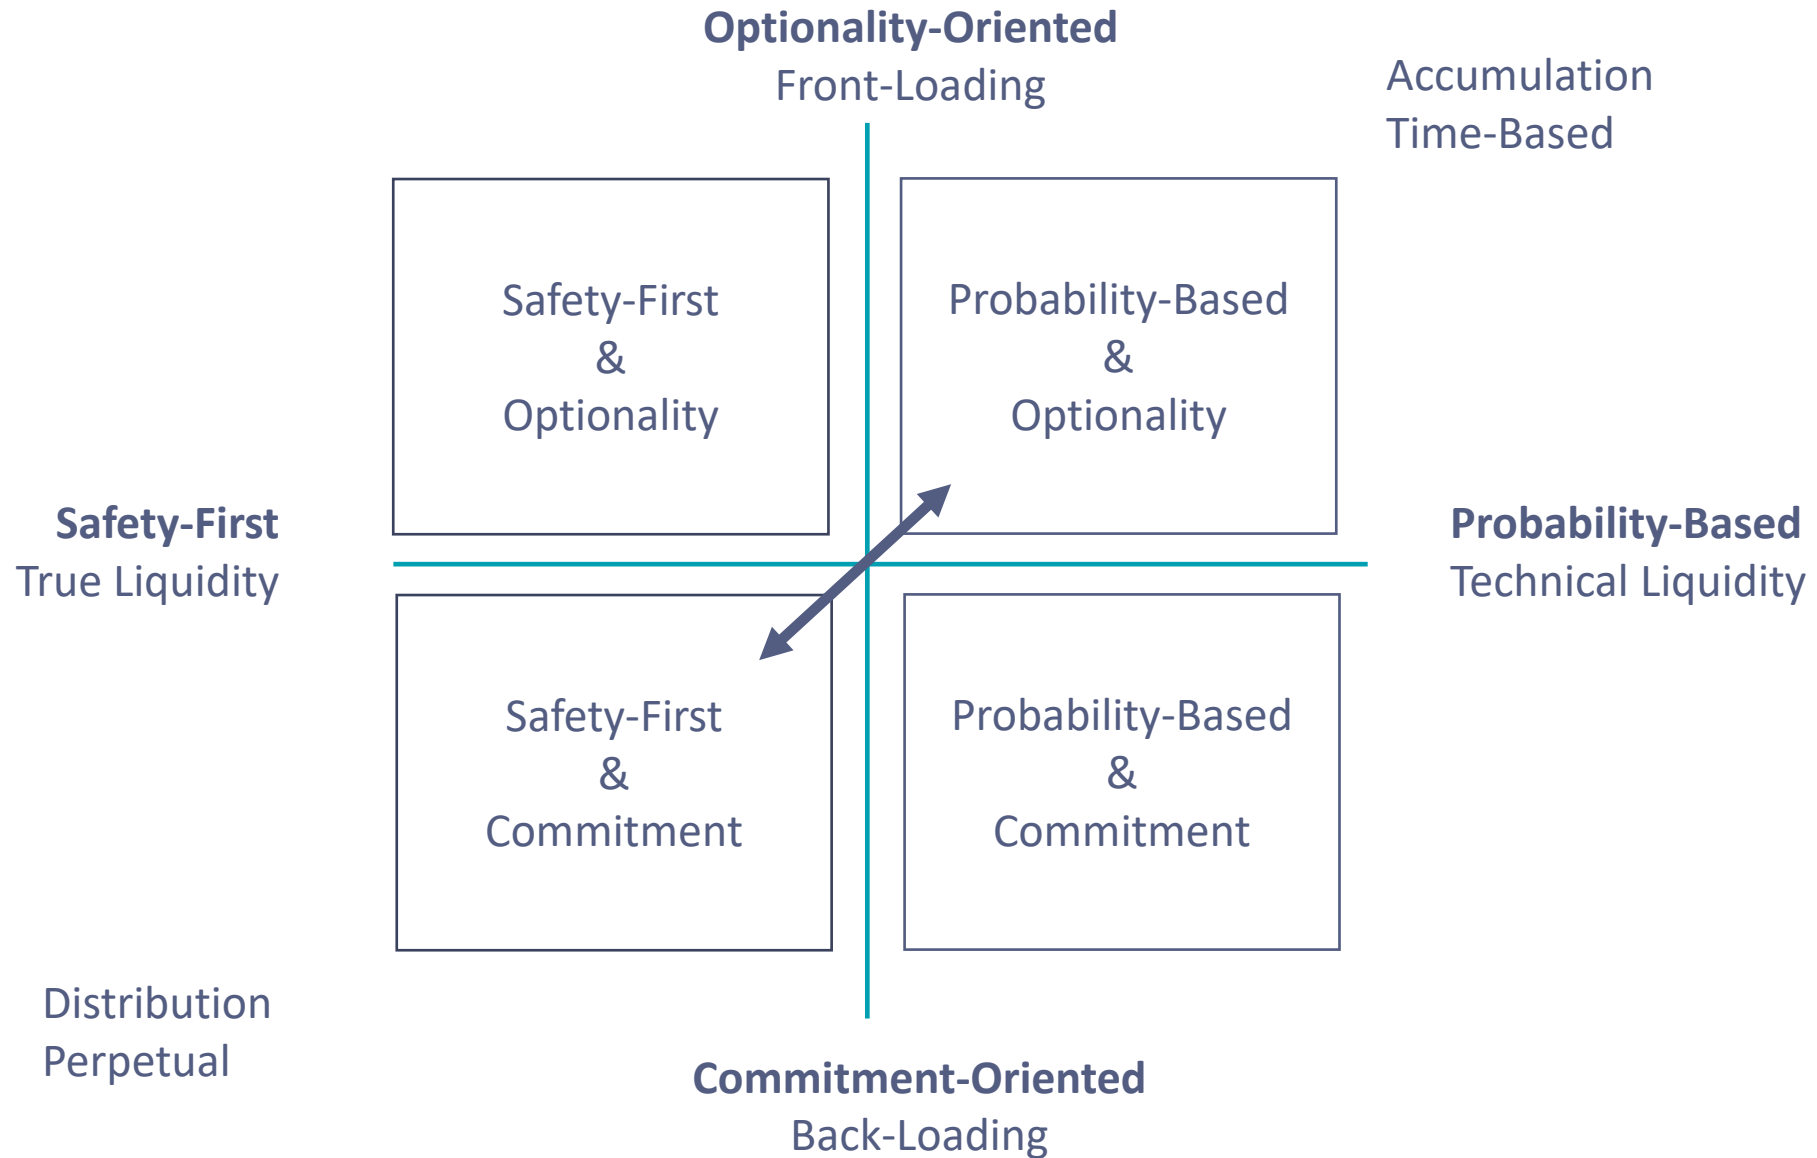 Optionality-Oriented
Front-Loading
Accumulation
Time-Based
Safety-First
&
Optionality
Probability-Based
&
Optionality
Safety-First
True Liquidity
Probability-Based
Technical Liquidity
Safety-First
&
Commitment
Probability-Based
&
Commitment
Distribution
Perpetual
Commitment-Oriented
Back-Loading